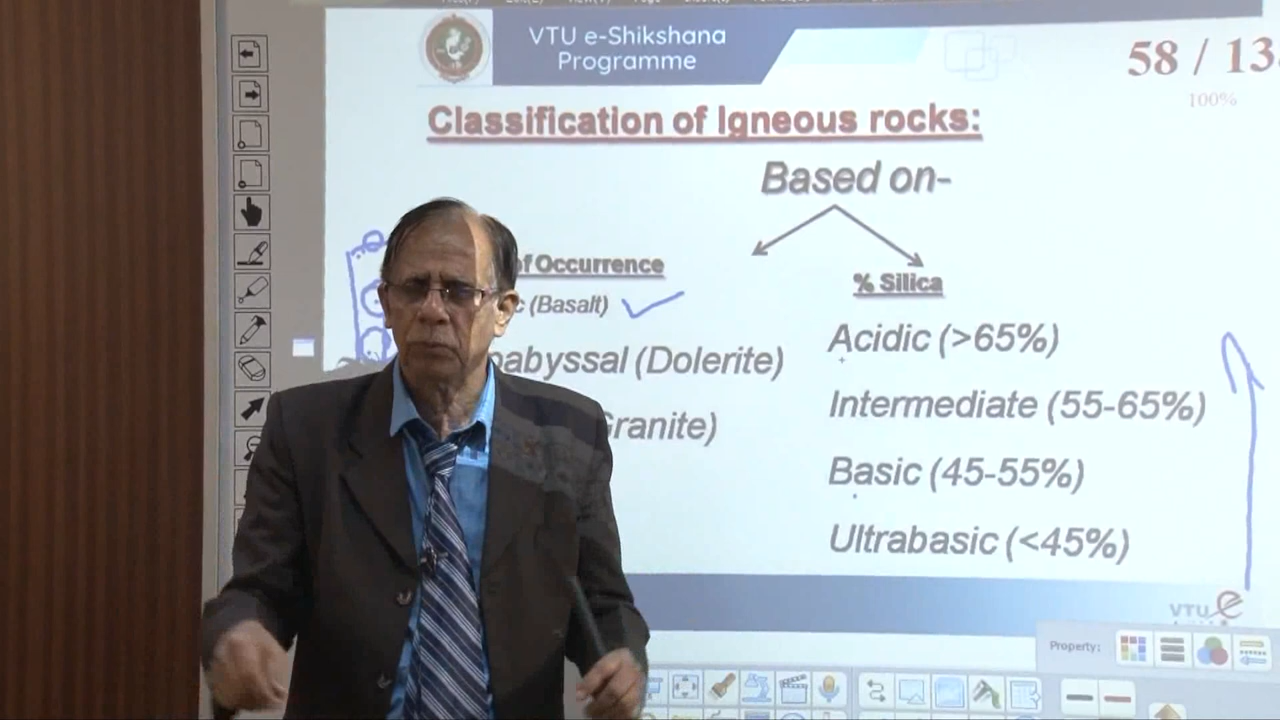 VTU e-Shikshana
Programme
58 / 13
100%
Classification of Igneous rocks:
Based on-
of Occurrence
% Silica
(Basalt)
Acidic (>65%)
(Dolerite)
Intermediate (55-65%)
Granite)
Basic (45-55%)
Ultrabasic (<45%)
VTU e
Property: